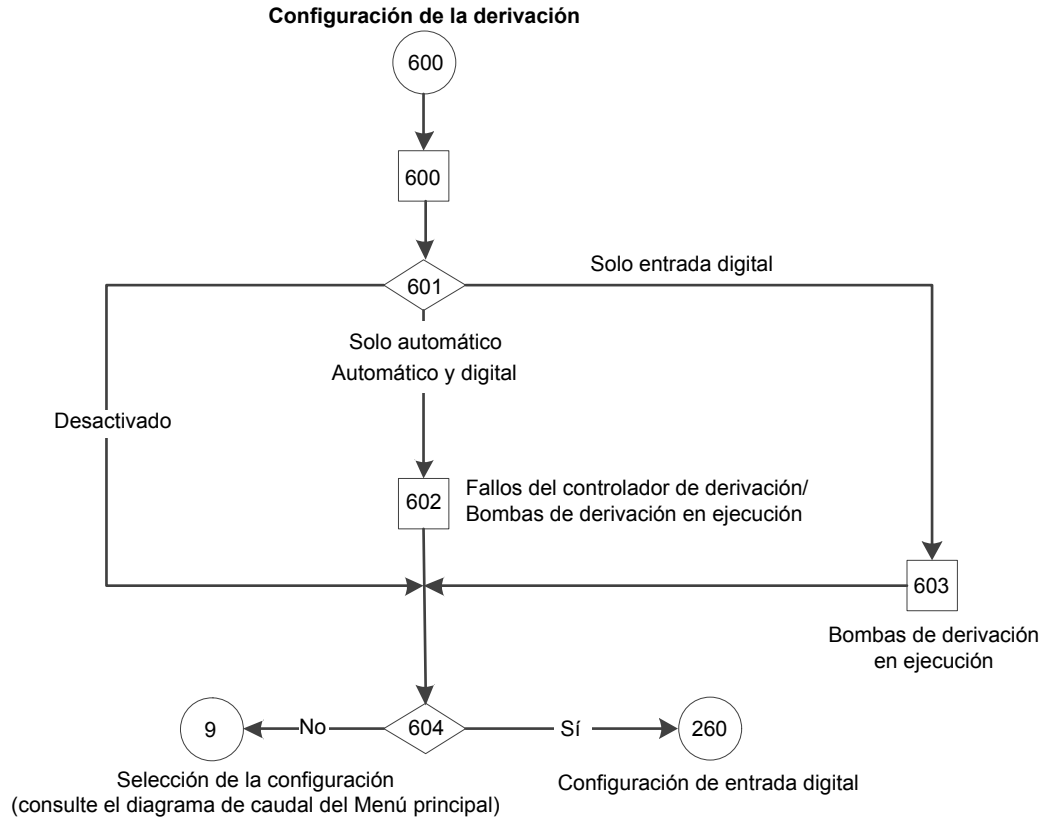 Configuración de la derivación
600
600
601
Solo entrada digital
Solo automático
Automático y digital
Desactivado
602
Fallos del controlador de derivación/
Bombas de derivación en ejecución
603
Bombas de derivación
en ejecución
9
No
604
Sí
260
Selección de la configuración
(consulte el diagrama de caudal del Menú principal)
Configuración de entrada digital